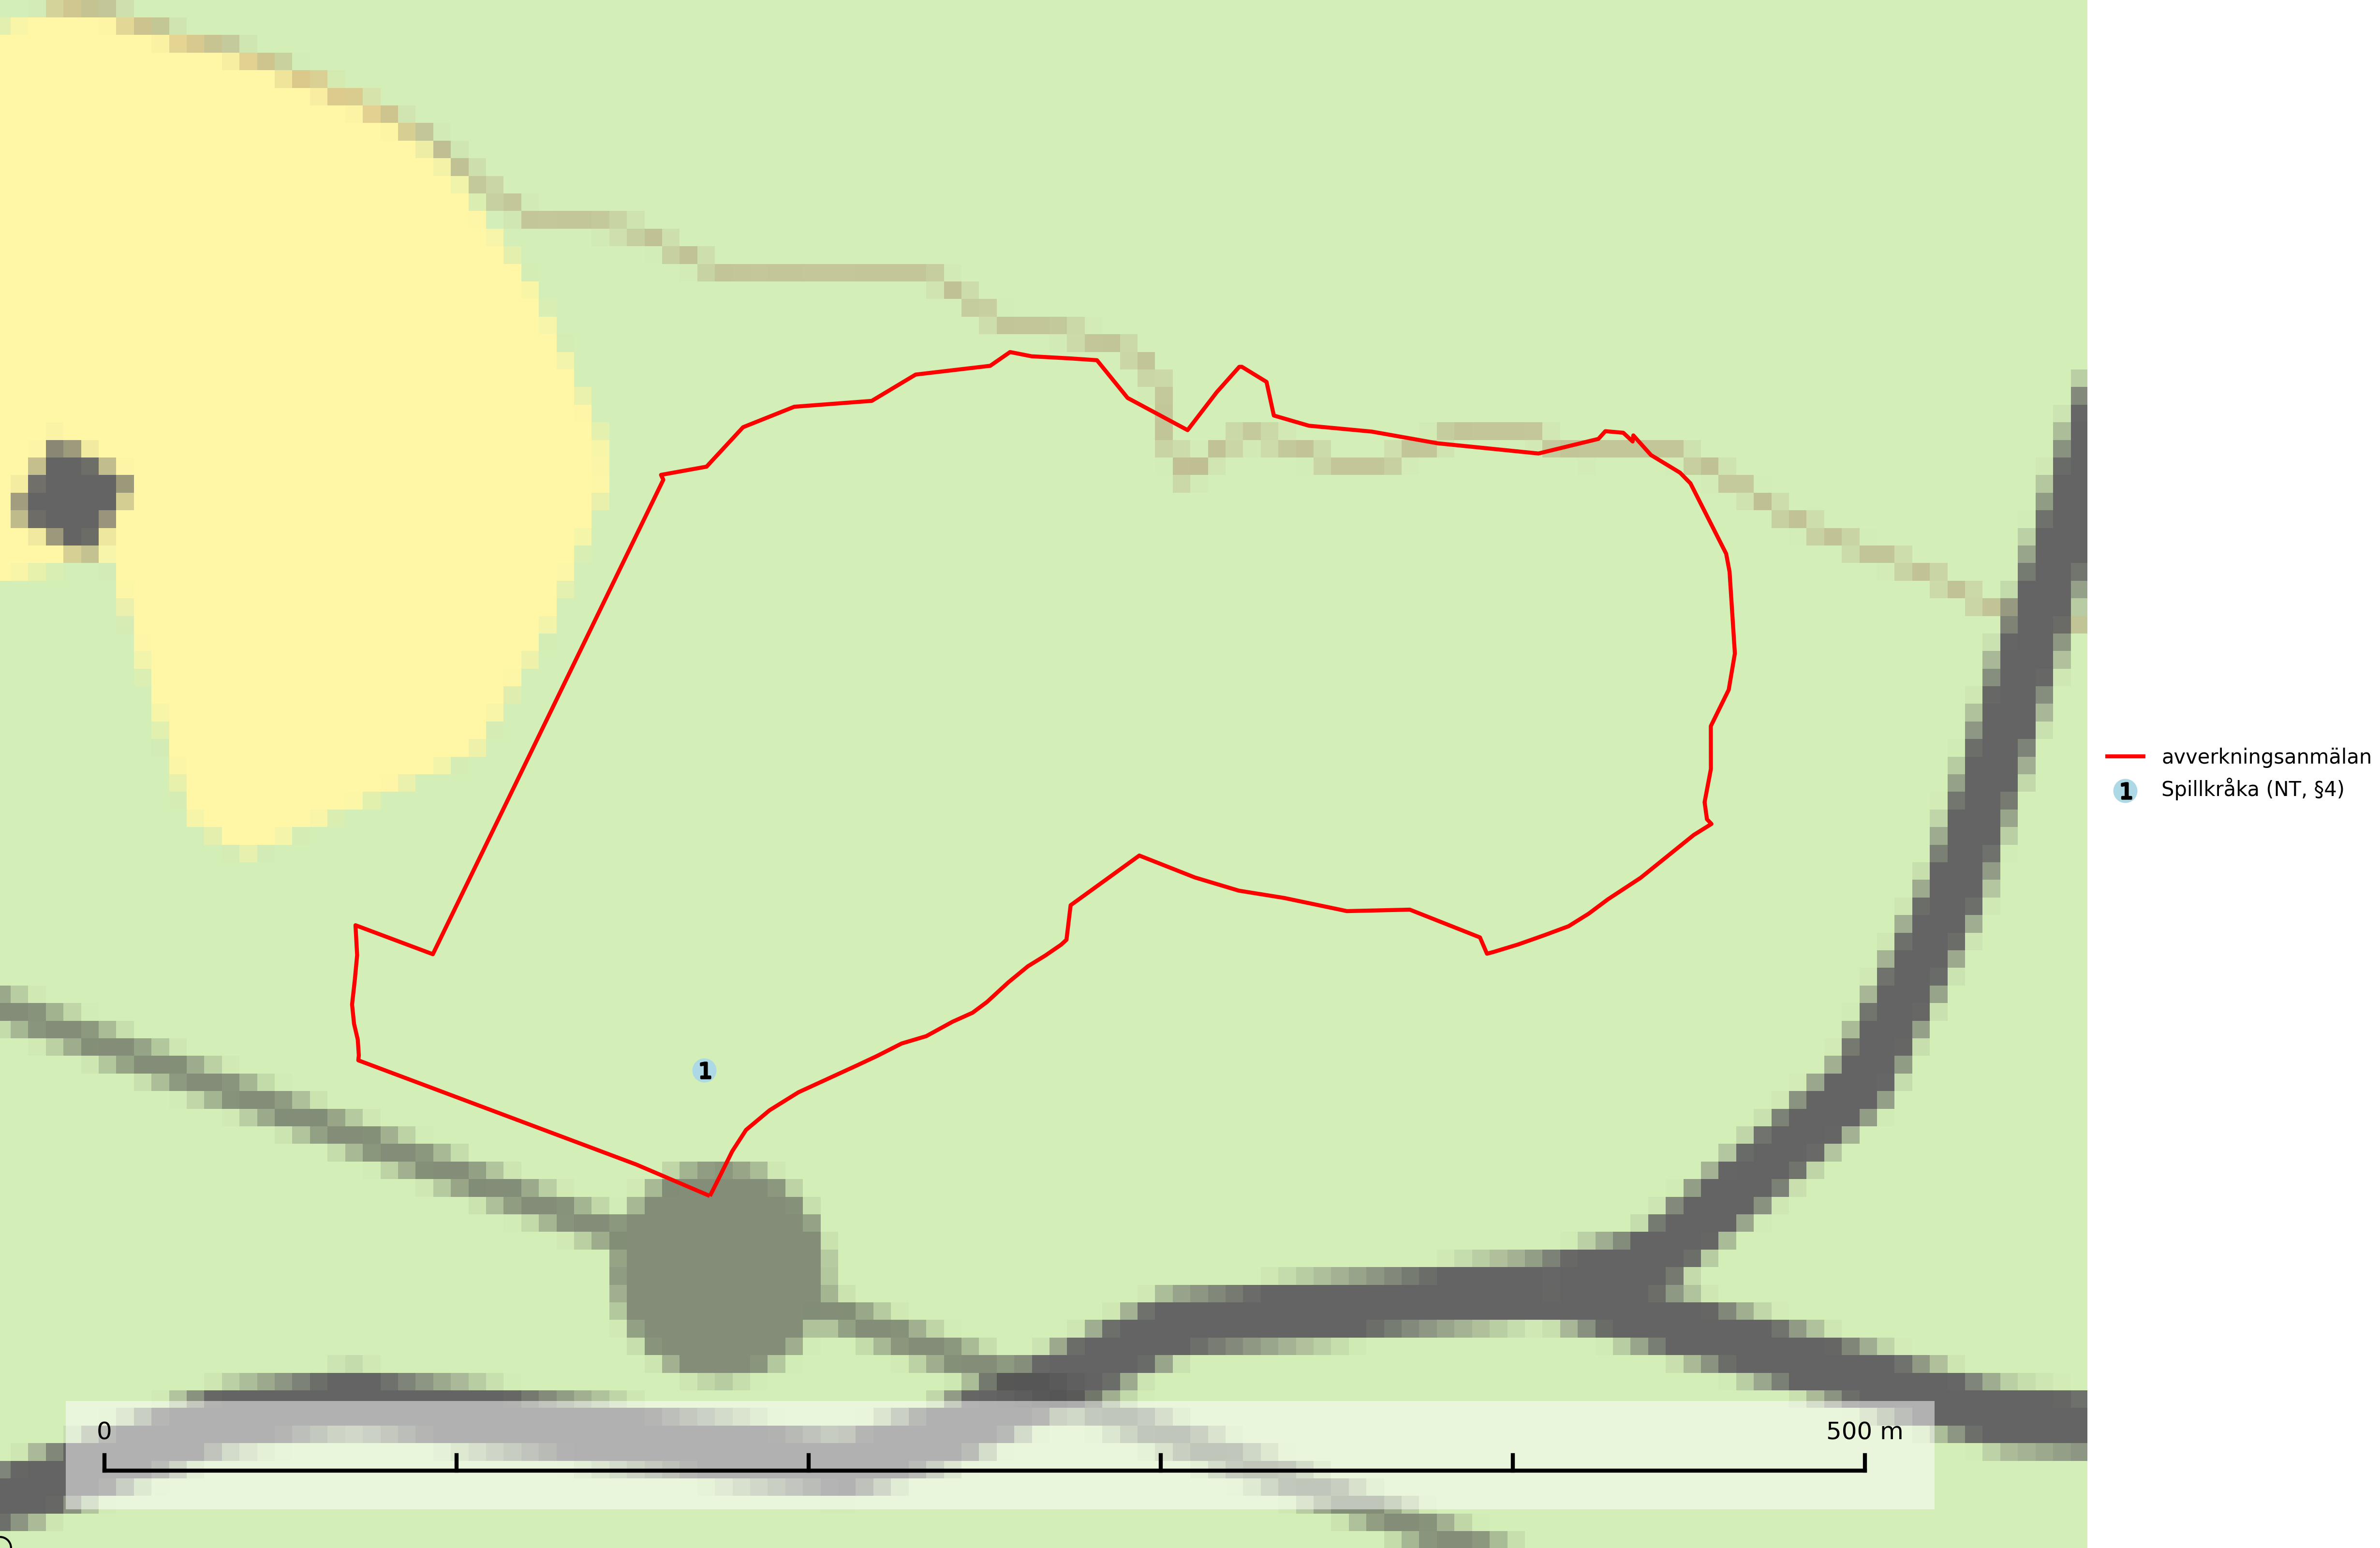 avverkningsanmälan
1 Spillkråka (NT, §4)
1
0 500 m